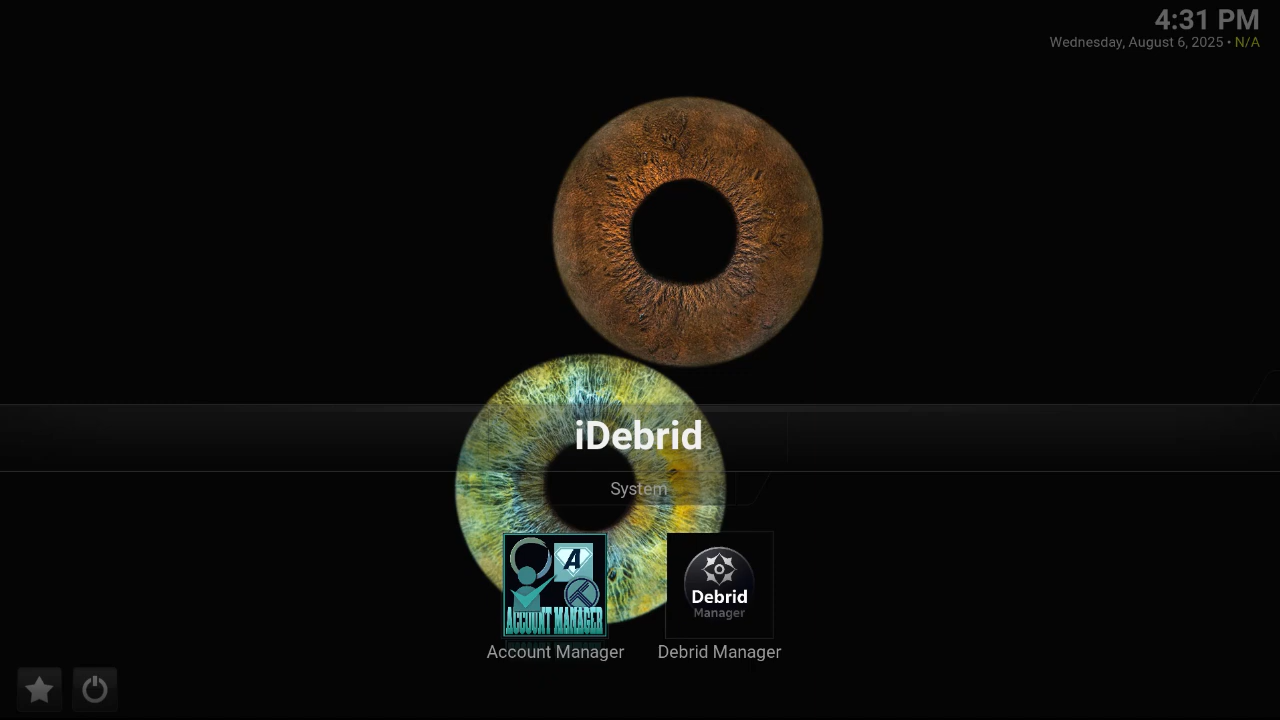 4:31 PM
Wednesday, August 6, 2025 • N/A
iDebrid
System
A
ACCOUNT MANAGER
Debrid
Manager
Account Manager
Debrid Manager